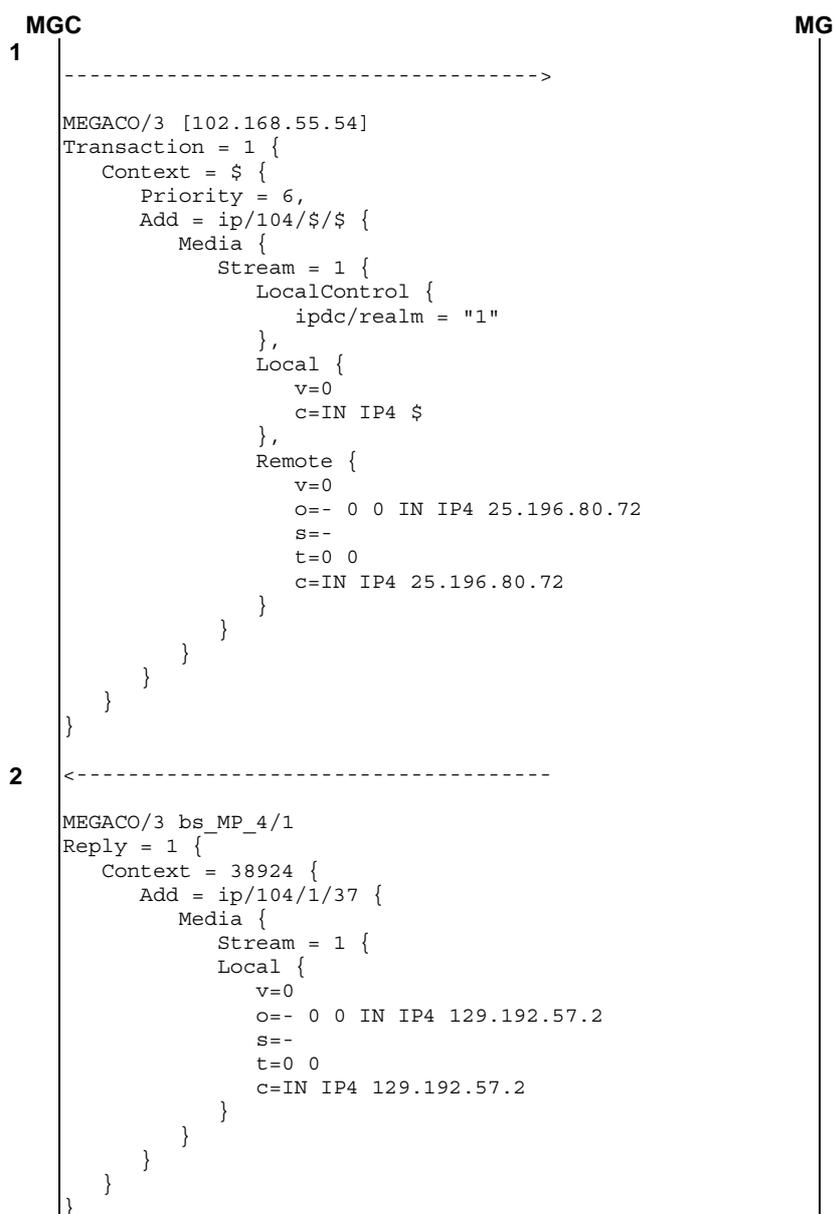 MGC MG
1
------------------------------------->
MEGACO/3 [102.168.55.54]
Transaction = 1 {
   Context = $ {
      Priority = 6,
      Add = ip/104/$/$ {
         Media {
            Stream = 1 {
               LocalControl {
                  ipdc/realm = "1"
               },
               Local {
                  v=0
                  c=IN IP4 $
               },
               Remote {
                  v=0
                  o=- 0 0 IN IP4 25.196.80.72
                  s=-
                  t=0 0
                  c=IN IP4 25.196.80.72
               }
            }
         }
      }
   }
}
2 <-------------------------------------
MEGACO/3 bs_MP_4/1
Reply = 1 {
   Context = 38924 {
      Add = ip/104/1/37 {
         Media {
            Stream = 1 {
            Local {
               v=0
               o=- 0 0 IN IP4 129.192.57.2
               s=-
               t=0 0
               c=IN IP4 129.192.57.2
            }
         }
      }
   }
}